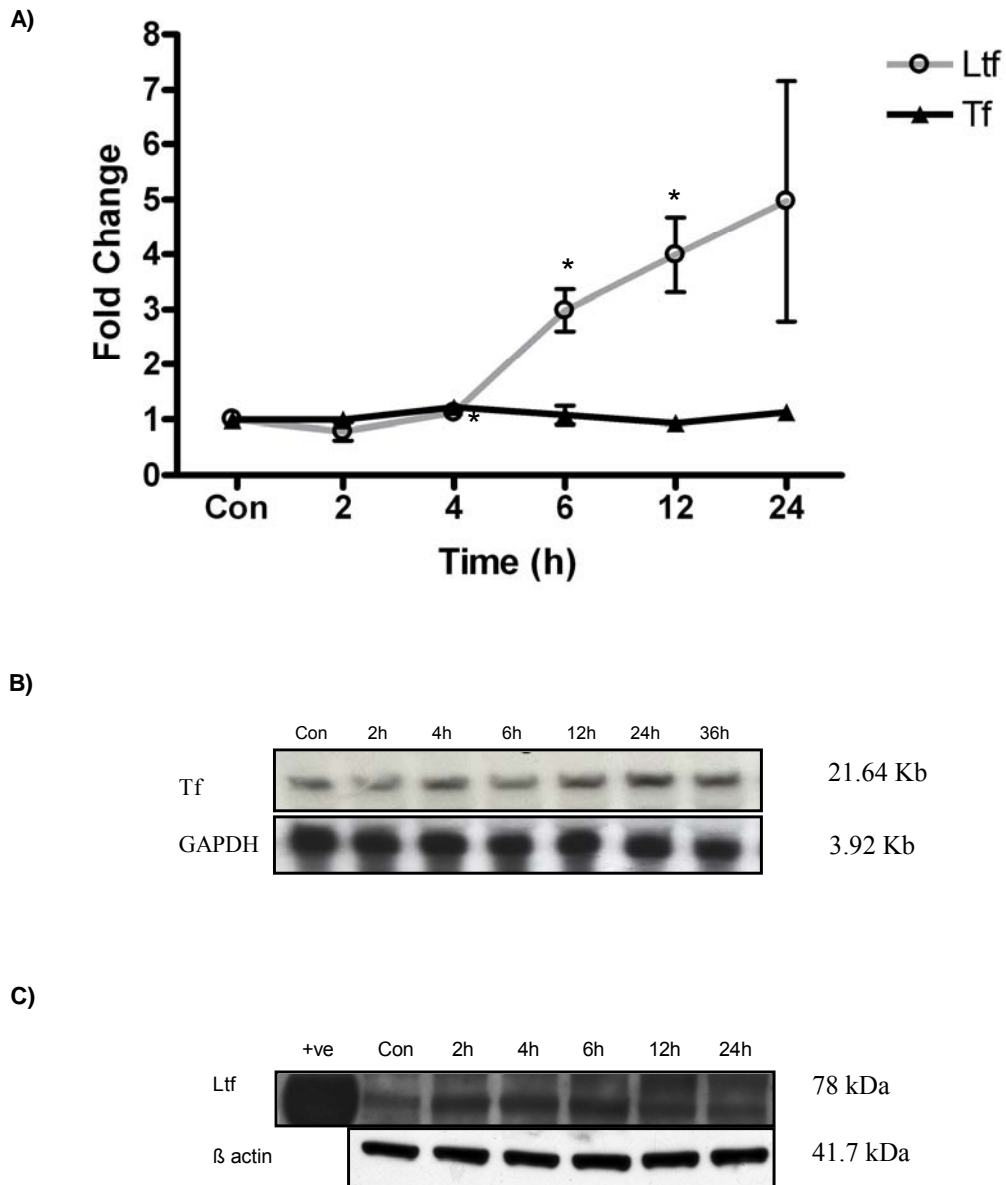 A)
8
7
6
5
4
3
2
1
0
Fold Change
Ltf
Tf
*
*
*
Con 2 4 6 12 24
Time (h)
B)
Con 2h 4h 6h 12h 24h 36h
Tf 21.64 Kb
GAPDH 3.92 Kb
C)
+ve Con 2h 4h 6h 12h 24h
Ltf 78 kDa
ß actin 41.7 kDa